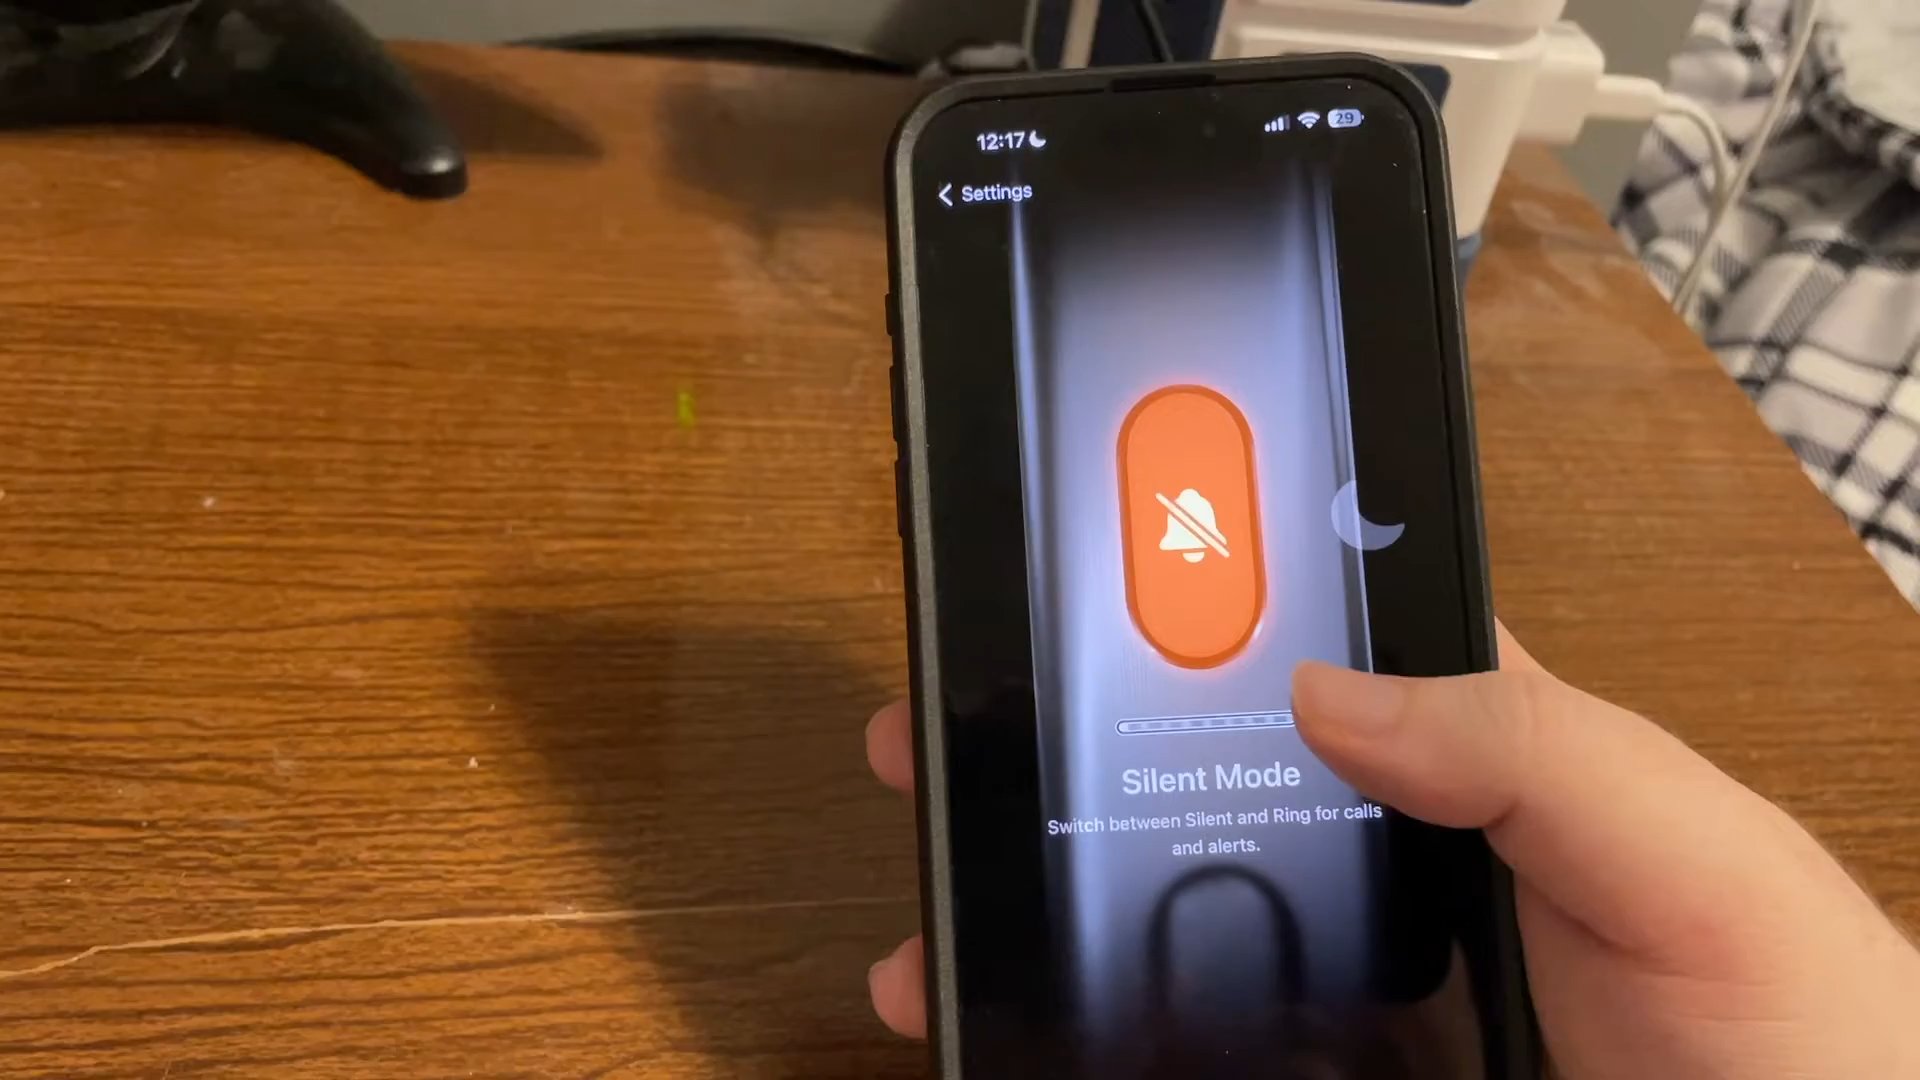 12:17
29
Settings
Silent Mode
Switch between Silent and Ring for calls
and alerts.